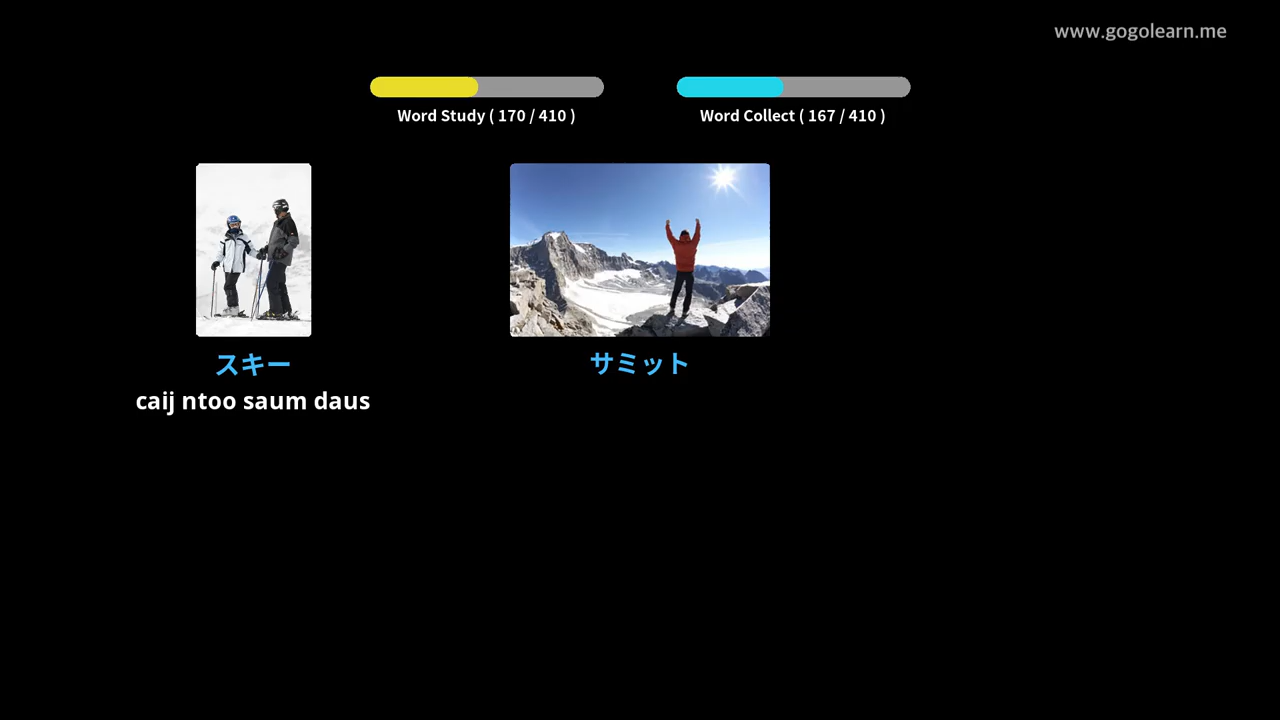 www.gogolearn.me
Word Study ( 170 / 410 )
Word Collect ( 167 / 410 )
スキー
サミット
caij ntoo saum daus